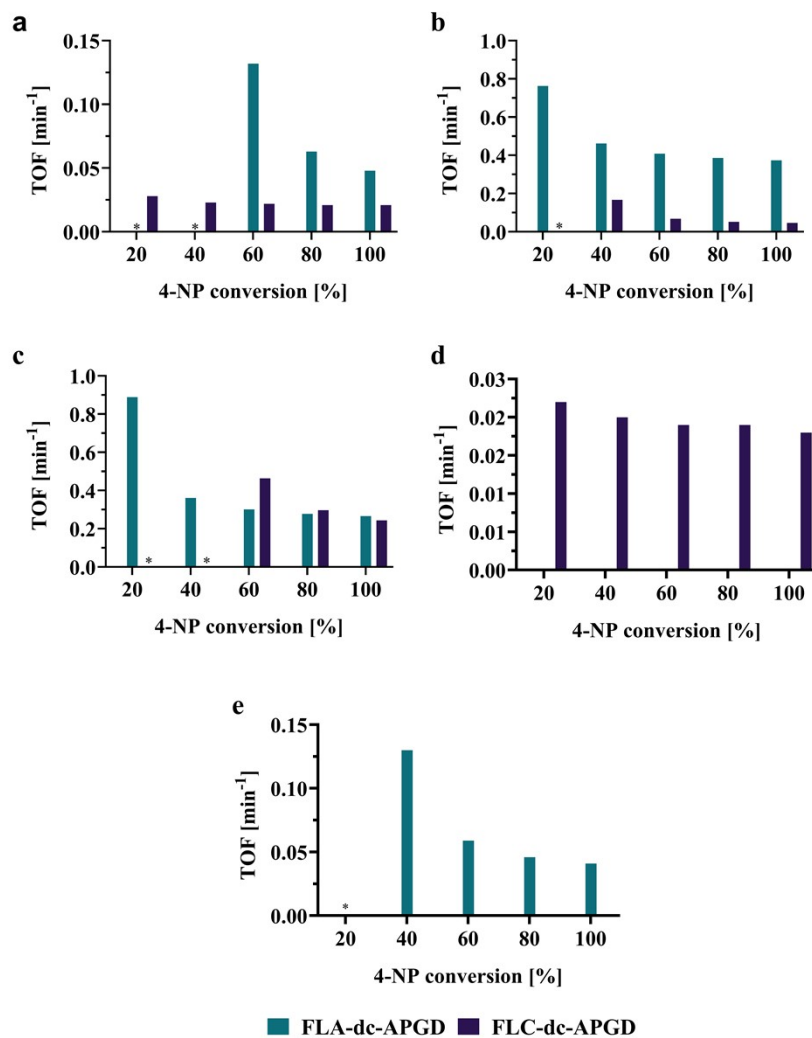 a
TOF [min-1]
0.15
0.10
0.05
0.00
* *
20 40 60 80 100
4-NP conversion [%]
b
TOF [min-1]
1.0
0.8
0.6
0.4
0.2
0.0
*
20 40 60 80 100
4-NP conversion [%]
c
TOF [min-1]
1.0
0.8
0.6
0.4
0.2
0.0
* *
20 40 60 80 100
4-NP conversion [%]
d
TOF [min-1]
0.03
0.02
0.02
0.01
0.01
0.00
20 40 60 80 100
4-NP conversion [%]
e
TOF [min-1]
0.15
0.10
0.05
0.00
*
20 40 60 80 100
4-NP conversion [%]
FLA-dc-APGD FLC-dc-APGD